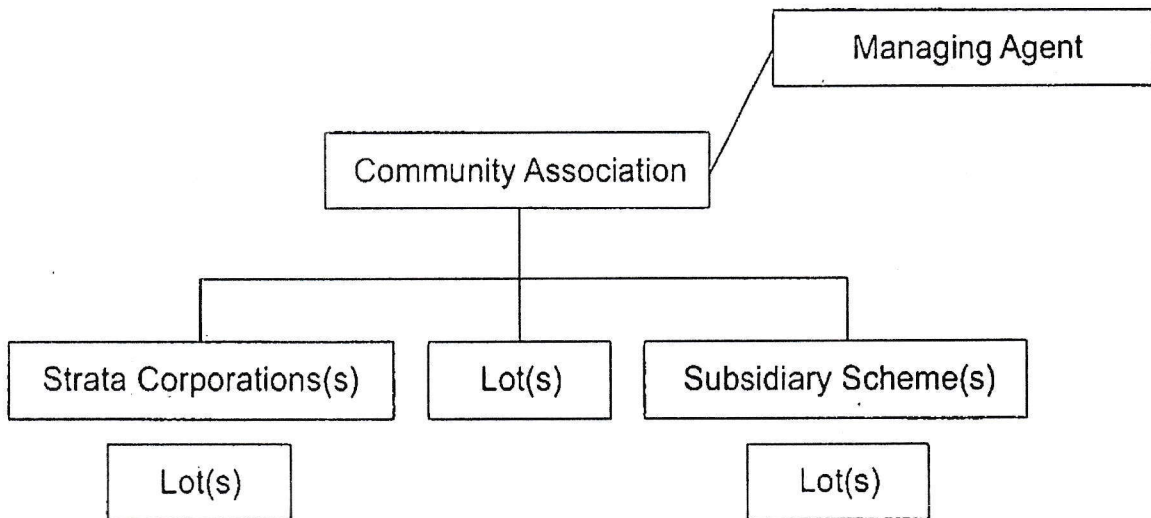 Managing Agent
Community Association
Strata Corporations(s)
Lot(s)
Subsidiary Scheme(s)
Lot(s)
Lot(s)